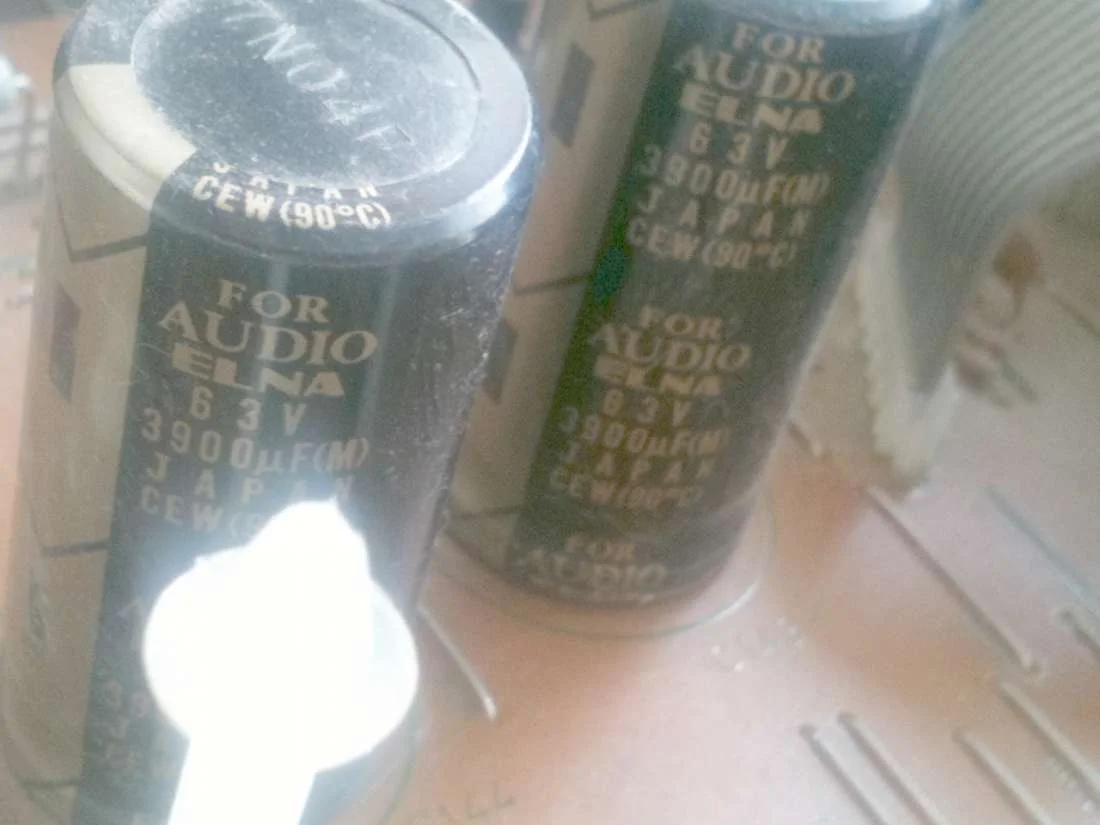 JAPAN
CEW (90°C)
FOR
AUDIO
ELNA
63V
3900µF(M)
JAPAN
CEW(
FOR
AUDIO
ELNA
63V
3900µF(M)
JAPAN
CEW(90°C)
FOR
AUDIO
ELNA
63V
3900µF(M)
JAPAN
CEW(90°C)
FOR
AUDIO